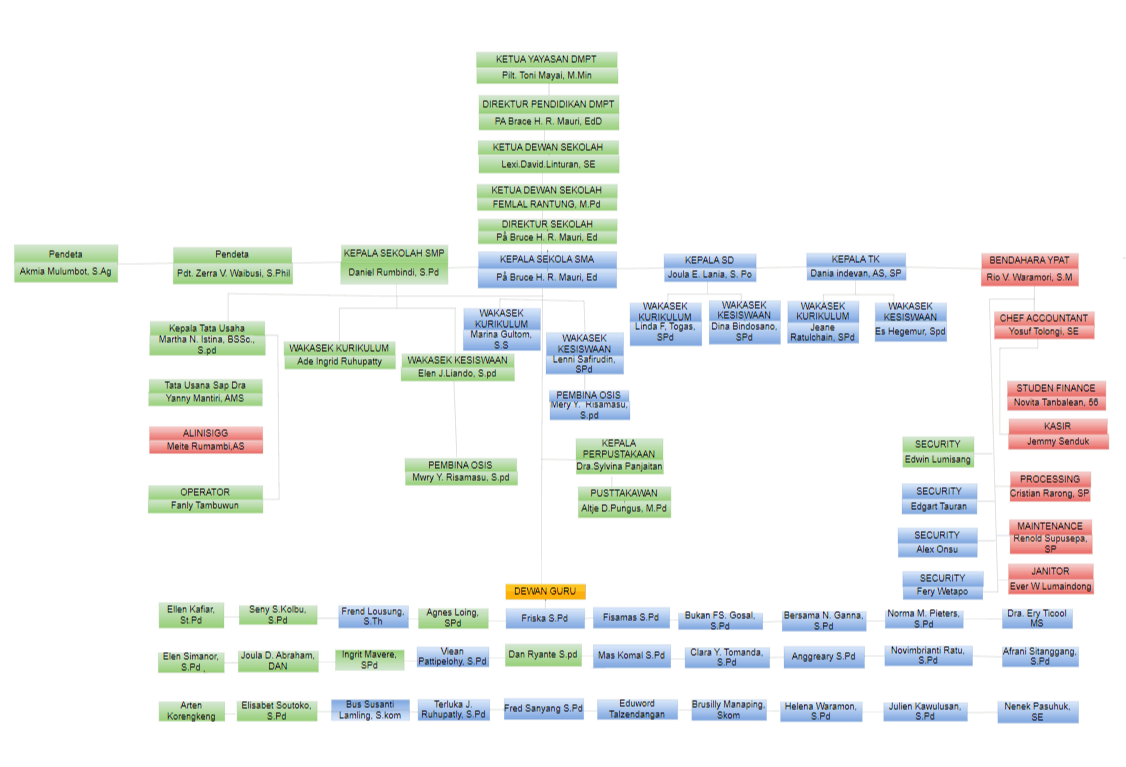 KETUA YAYASAN DMPT
Pilt. Toni Mayai, M.Min
DIREKTUR PENDIDIKAN DMPT
PA Brace H. R. Mauri, EdD
KETUA DEWAN SEKOLAH
Lexi.David.Linturan, SE
KETUA DEWAN SEKOLAH
FEMLAL RANTUNG, M.Pd
DIREKTUR SEKOLAH
På Bruce H. R. Mauri, Ed
Pendeta
Akmia Mulumbot, S.Ag
Pendeta
Pdt. Zerra V. Waibusi, S.Phil
KEPALA SEKOLAH SMP
Daniel Rumbindi, S.Pd
KEPALA SEKOLA SMA
På Bruce H. R. Mauri, Ed
KEPALA SD
Joula E. Lania, S. Po
KEPALA TK
Dania indevan, AS, SP
BENDAHARA YPAT
Rio V. Waramori, S.M
Kepala Tata Usaha
Martha N. Istina, BSSc.,
S.pd
WAKASEK KURIKULUM
Ade Ingrid Ruhupatty
WAKASEK KESISWAAN
Elen J.Liando, S.pd
WAKASEK
KURIKULUM
Marina Gultom,
S.S
WAKASEK
KESISWAAN
Lenni Safirudin,
SPd
WAKASEK
KURIKULUM
Linda F. Togas,
SPd
WAKASEK
KESISWAAN
Dina Bindosano,
SPd
WAKASEK
KURIKULUM
Jeane
Ratulchain, SPd
WAKASEK
KESISWAAN
Es Hegemur, Spd
CHEF ACCOUNTANT
Yosuf Tolongi, SE
Tata Usana Sap Dra
Yanny Mantiri, AMS
PEMBINA OSIS
Mery Y. Risamasu,
S.pd
STUDEN FINANCE
Novita Tanbalean, 66
ALINISIGG
Meite Rumambi,AS
KASIR
Jemmy Senduk
PEMBINA OSIS
Mwry Y. Risamasu, S.pd
KEPALA
PERPUSTAKAAN
Dra.Sylvina Panjaitan
SECURITY
Edwin Lumisang
OPERATOR
Fanly Tambuwun
PUSTTAKAWAN
Altje D.Pungus, M.Pd
SECURITY
Edgart Tauran
PROCESSING
Cristian Rarong, SP
SECURITY
Alex Onsu
MAINTENANCE
Renold Supusepa,
SP
SECURITY
Fery Wetapo
JANITOR
Ever W Lumaindong
DEWAN GURU
Ellen Kafiar,
St.Pd
Seny S.Kolbu,
S.Pd
Frend Lousung,
S.Th
Agnes Loing,
SPd
Friska S.Pd
Fisamas S.Pd
Bukan FS. Gosal,
S.Pd
Bersama N. Ganna,
S.Pd
Norma M. Pieters,
S.Pd
Dra. Ery Ticool
MS
Elen Simanor,
S.Pd ,
Joula D. Abraham,
DAN
Ingrit Mavere,
SPd
Viean
Pattipelohy, S.Pd
Dan Ryante S.pd
Mas Komal S.Pd
Clara Y. Tomanda,
S.Pd
Anggreary S.Pd
Novimbrianti Ratu,
S.Pd
Afrani Sitanggang,
S.Pd
Arten
Korengkeng
Elisabet Soutoko,
S.Pd
Bus Susanti
Lamling, S.kom
Terluka J.
Ruhupatly, S.Pd
Fred Sanyang S.Pd
Eduword
Talzendangan
Brusilly Manaping,
Skom
Helena Waramon,
S.Pd
Julien Kawulusan,
S.Pd
Nenek Pasuhuk,
SE